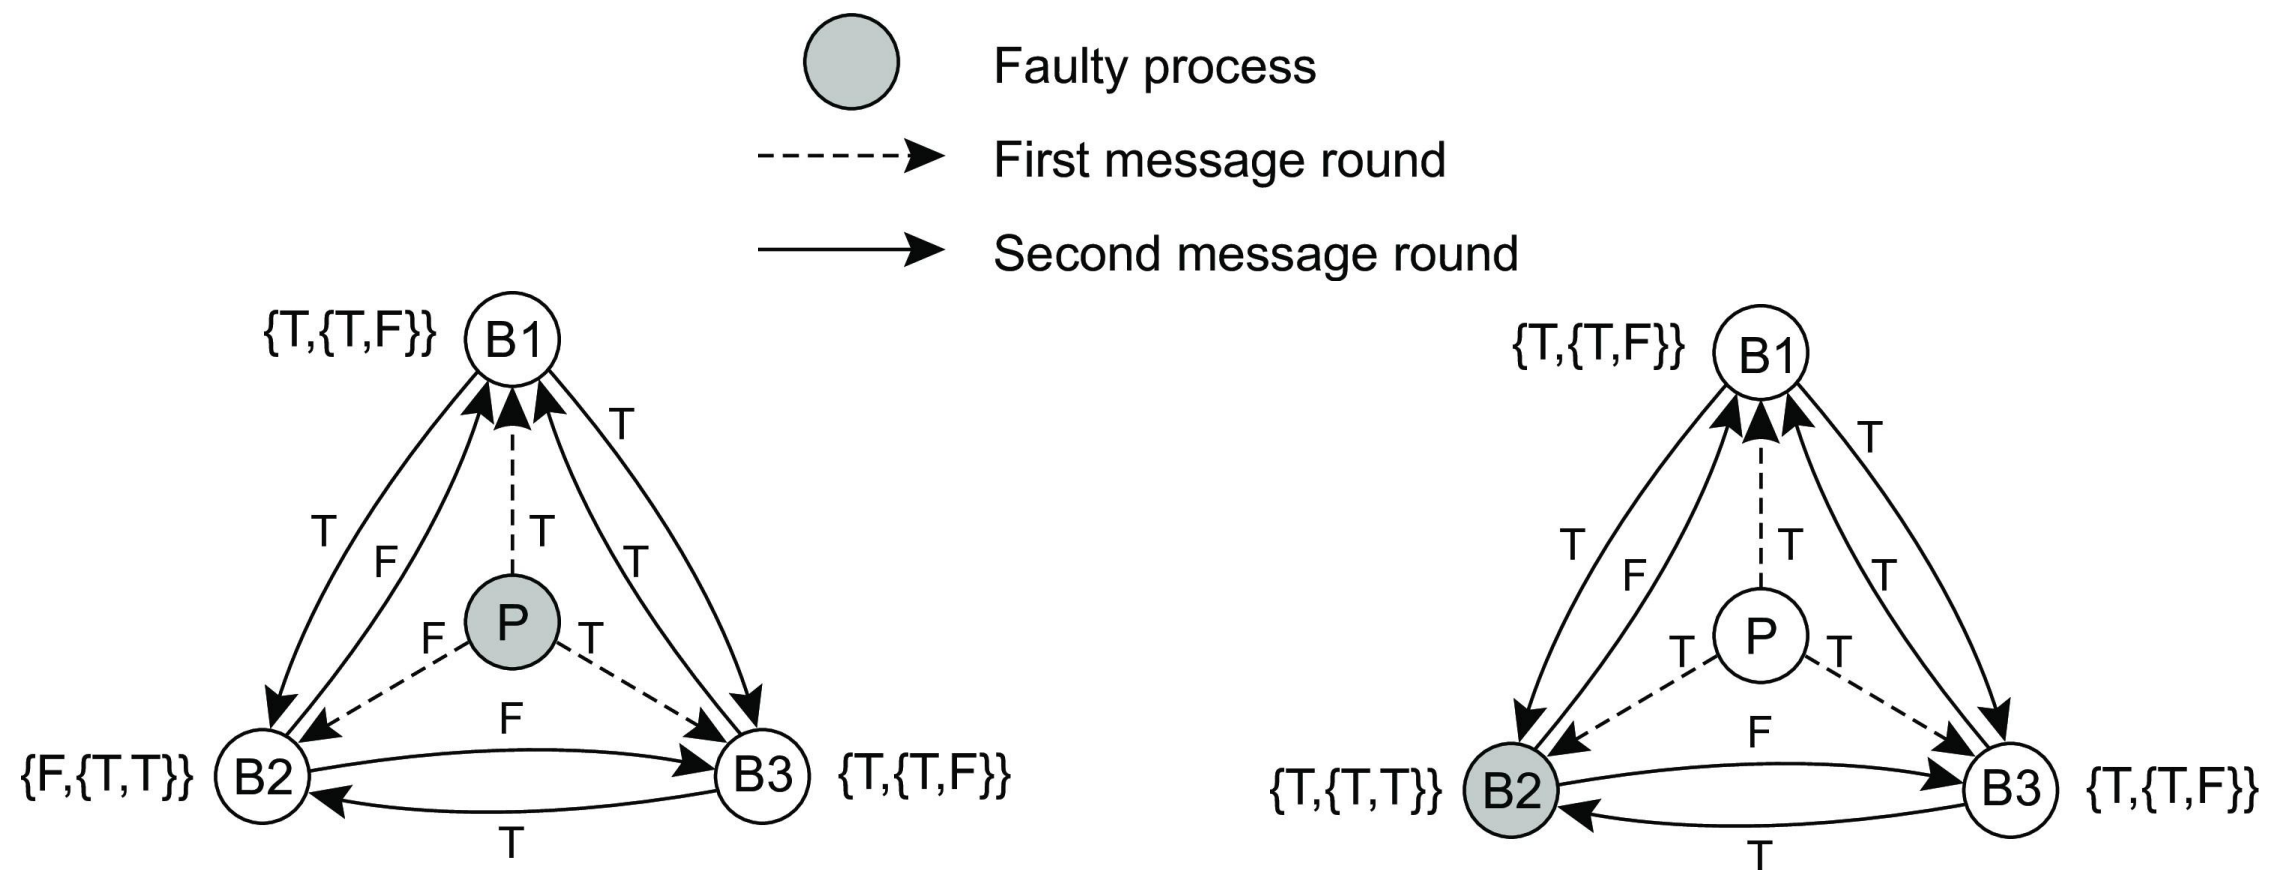 Faulty process
First message round
Second message round
{T,{T,F}}
B1
T
T
F
T
T
P
F
T
F
{F,{T,T}}
B2
B3
{T,{T,F}}
T
{T,{T,F}}
B1
T
T
F
T
T
P
T
T
F
{T,{T,T}}
B2
B3
{T,{T,F}}
T